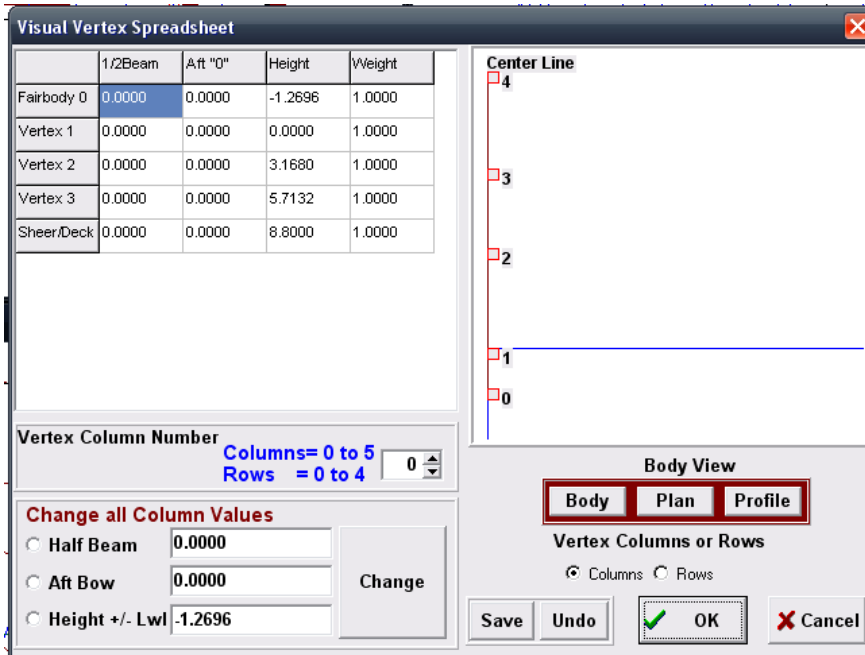 Visual Vertex Spreadsheet
1/2Beam Aft "0" Height Weight
Fairbody 0 0.0000 0.0000 -1.2696 1.0000
Vertex 1 0.0000 0.0000 0.0000 1.0000
Vertex 2 0.0000 0.0000 3.1680 1.0000
Vertex 3 0.0000 0.0000 5.7132 1.0000
Sheer/Deck 0.0000 0.0000 8.8000 1.0000
Center Line
4
3
2
1
0
Vertex Column Number
Columns= 0 to 5
Rows = 0 to 4
0
Change all Column Values
Half Beam 0.0000
Aft Bow 0.0000
Height +/- Lwl -1.2696
Change
Body View
Body Plan Profile
Vertex Columns or Rows
Columns Rows
Save Undo OK Cancel